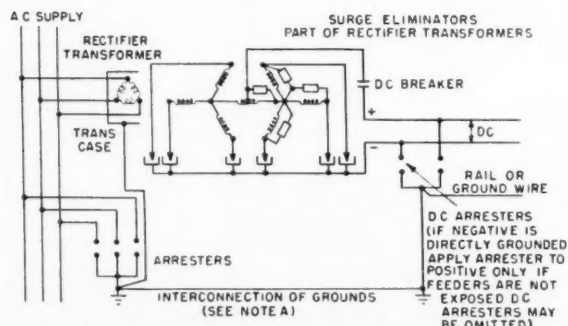 A C SUPPLY
SURGE ELIMINATORS
PART OF RECTIFIER TRANSFORMERS
RECTIFIER
TRANSFORMER
DC BREAKER
+
DC
TRANS
CASE
-
RAIL OR
GROUND WIRE
DC ARRESTERS
(IF NEGATIVE IS
DIRECTLY GROUNDED
APPLY ARRESTER TO
POSITIVE ONLY IF
FEEDERS ARE NOT
EXPOSED DC
ARRESTERS MAY
BE OMITTED)
ARRESTERS
INTERCONNECTION OF GROUNDS
(SEE NOTE A)